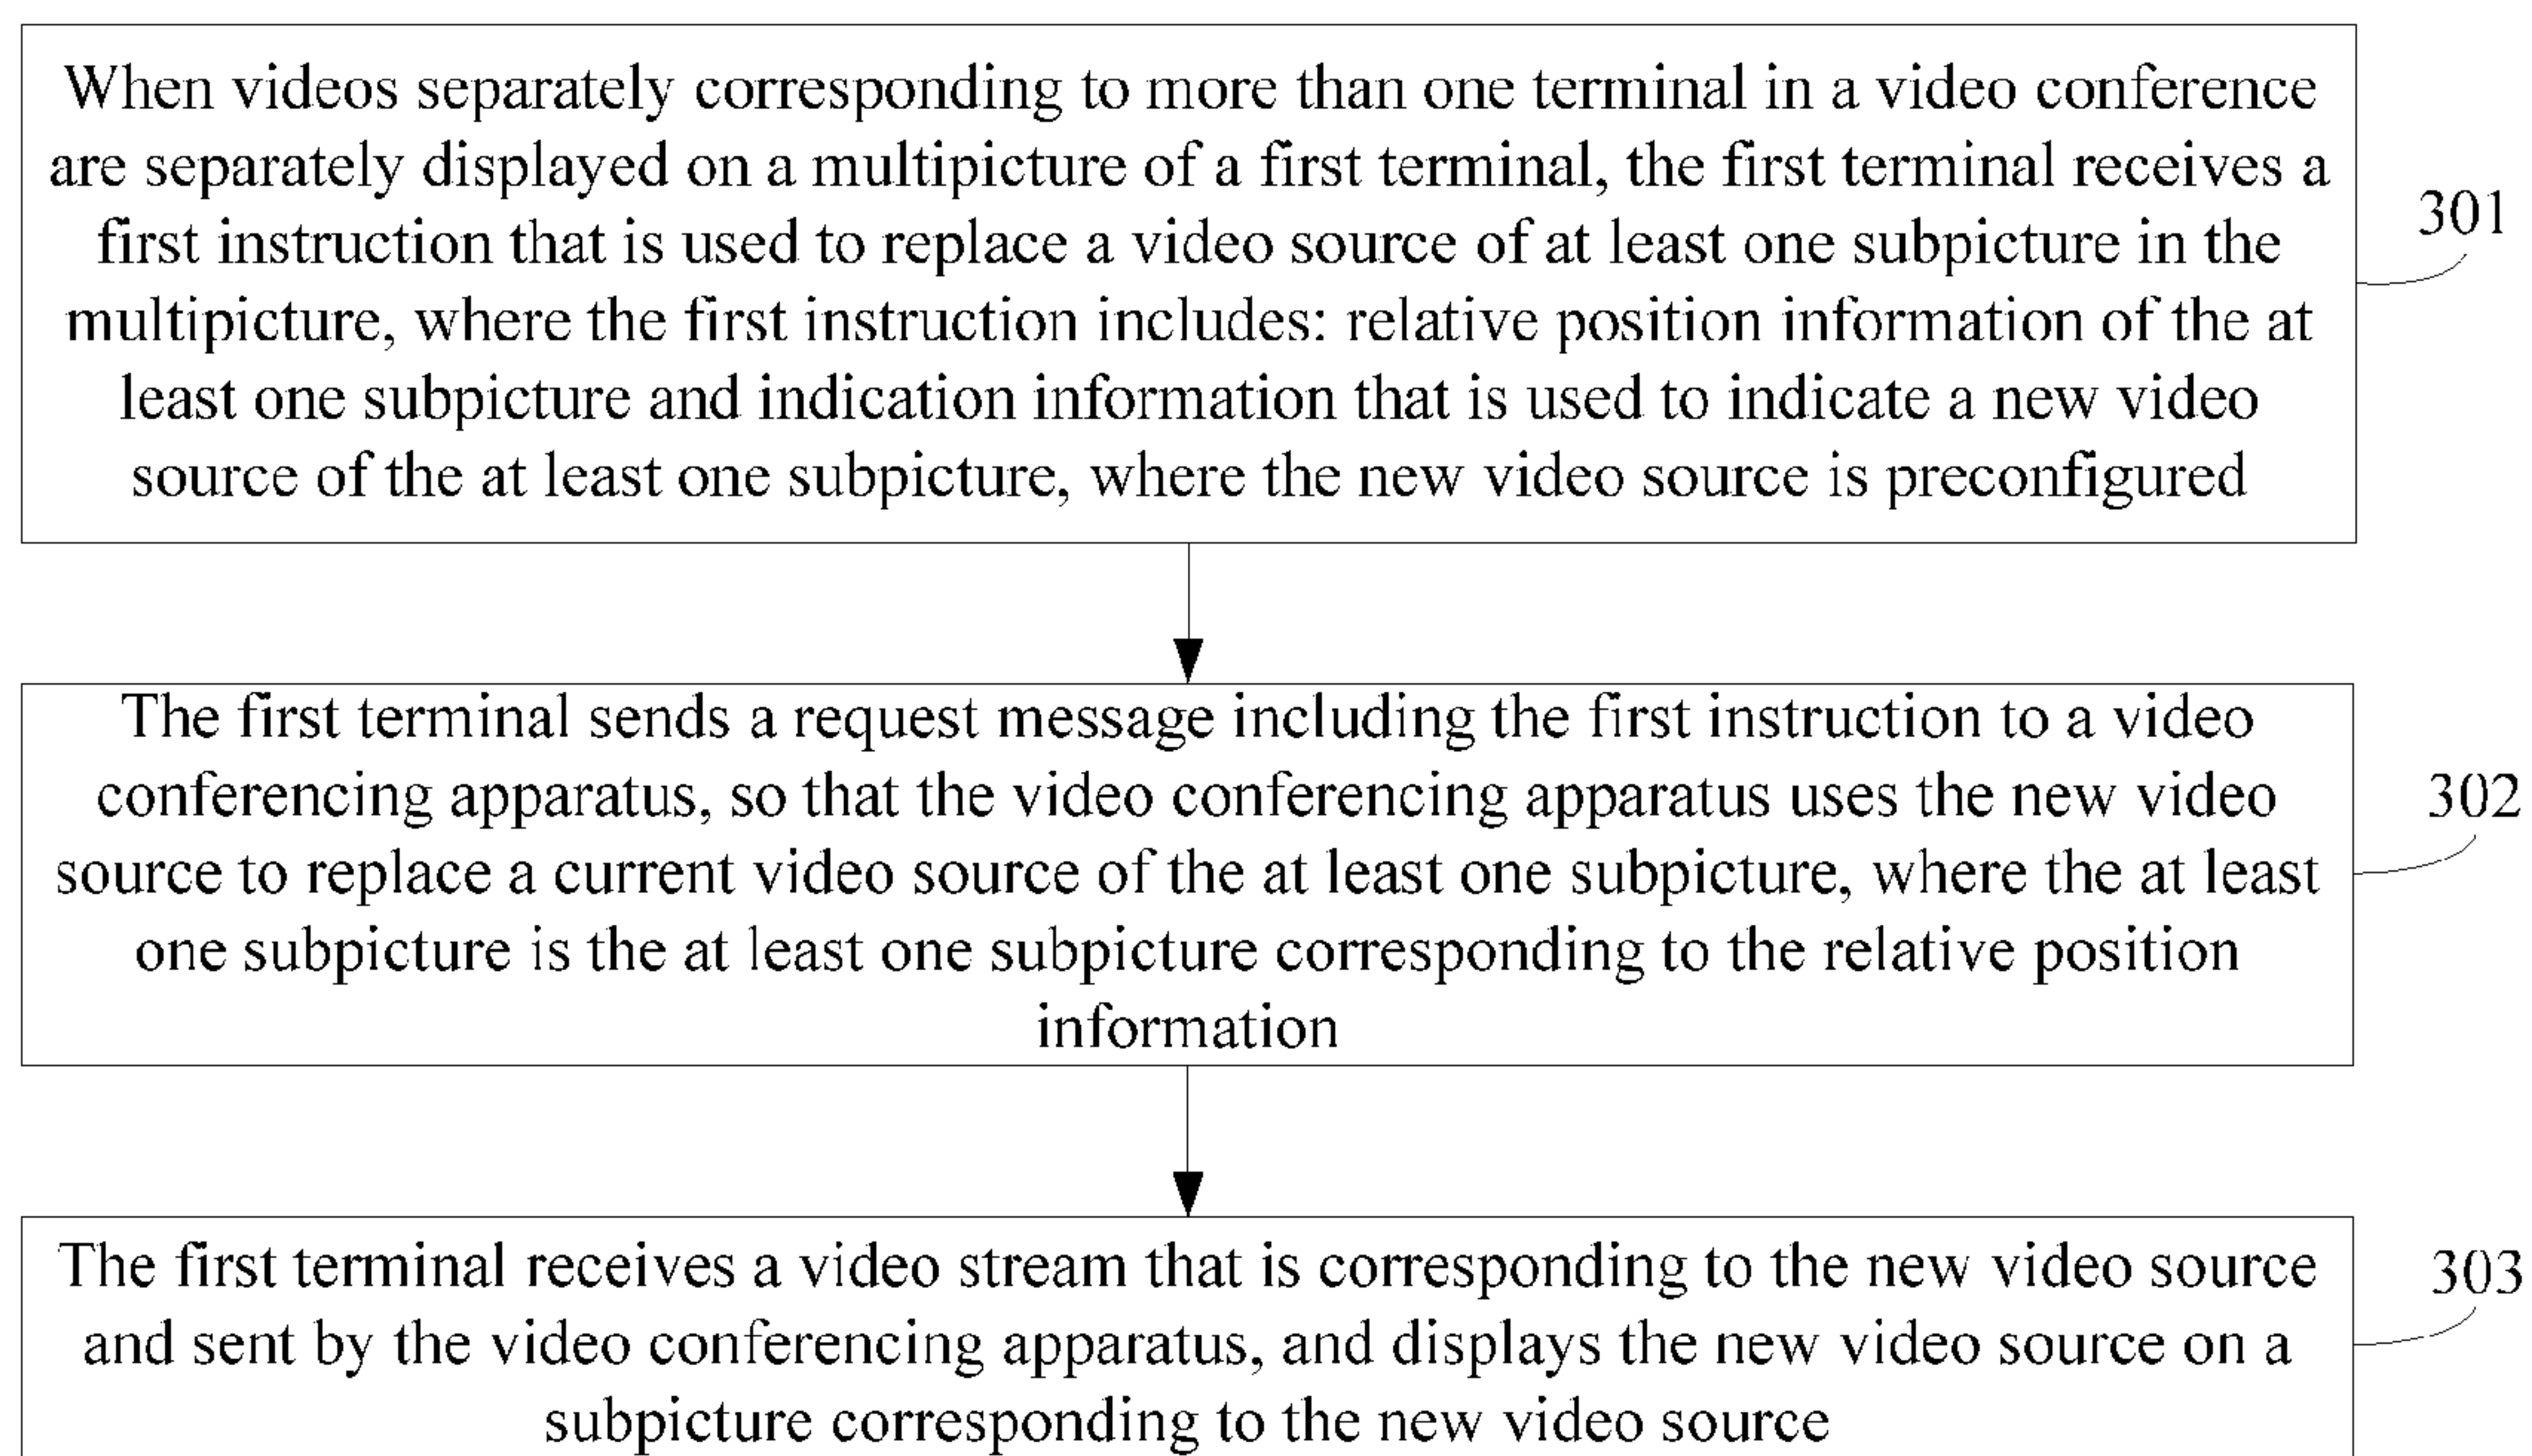 When videos separately corresponding to more than one terminal in a video conference
are separately displayed on a multipicture of a first terminal, the first terminal receives a
first instruction that is used to replace a video source of at least one subpicture in the
multipicture, where the first instruction includes: relative position information of the at
least one subpicture and indication information that is used to indicate a new video
source of the at least one subpicture, where the new video source is preconfigured
301
The first terminal sends a request message including the first instruction to a video
conferencing apparatus, so that the video conferencing apparatus uses the new video
source to replace a current video source of the at least one subpicture, where the at least
one subpicture is the at least one subpicture corresponding to the relative position
information
302
The first terminal receives a video stream that is corresponding to the new video source
and sent by the video conferencing apparatus, and displays the new video source on a
subpicture corresponding to the new video source
303